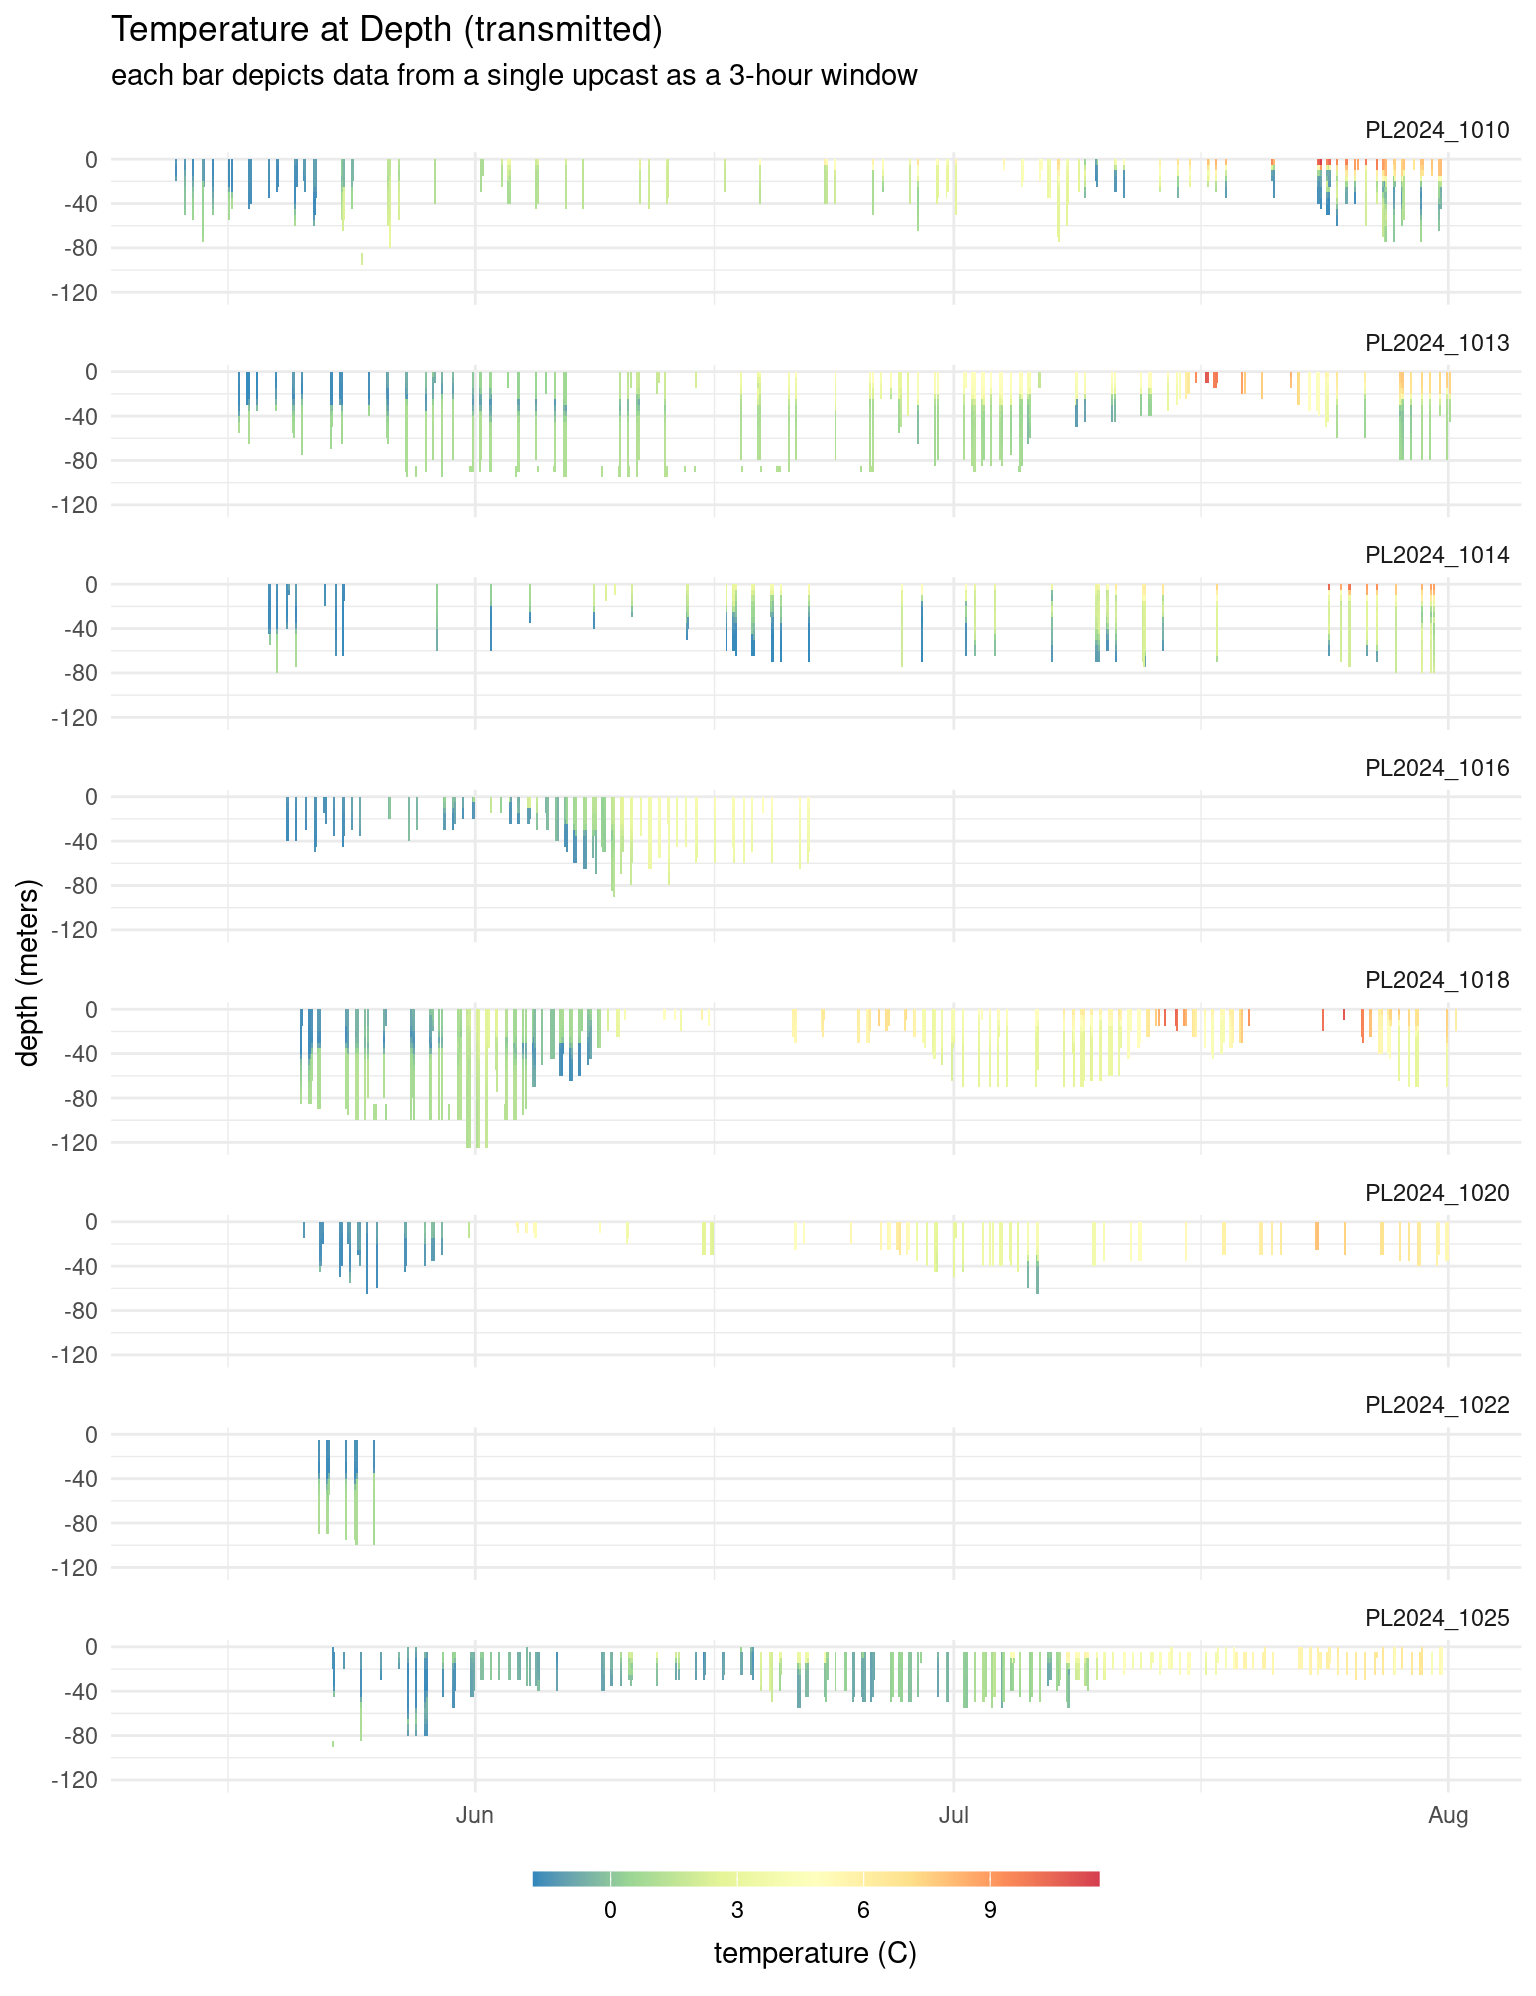 Temperature at Depth (transmitted)
each bar depicts data from a single upcast as a 3-hour window
PL2024_1010
0
-40
-80
-120
PL2024_1013
0
-40
-80
-120
PL2024_1014
0
-40
-80
-120
PL2024_1016
0
-40
-80
-120
PL2024_1018
0
-40
-80
-120
PL2024_1020
0
-40
-80
-120
PL2024_1022
0
-40
-80
-120
PL2024_1025
0
-40
-80
-120
depth (meters)
Jun Jul Aug
0 3 6 9
temperature (C)